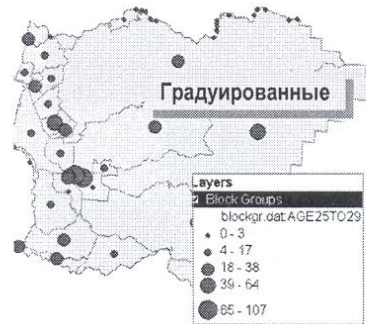 Градуированные
Layers
Block Groups
blockgr.dat:AGE25TO29
0 - 3
4 - 17
18 - 38
39 - 64
65 - 107